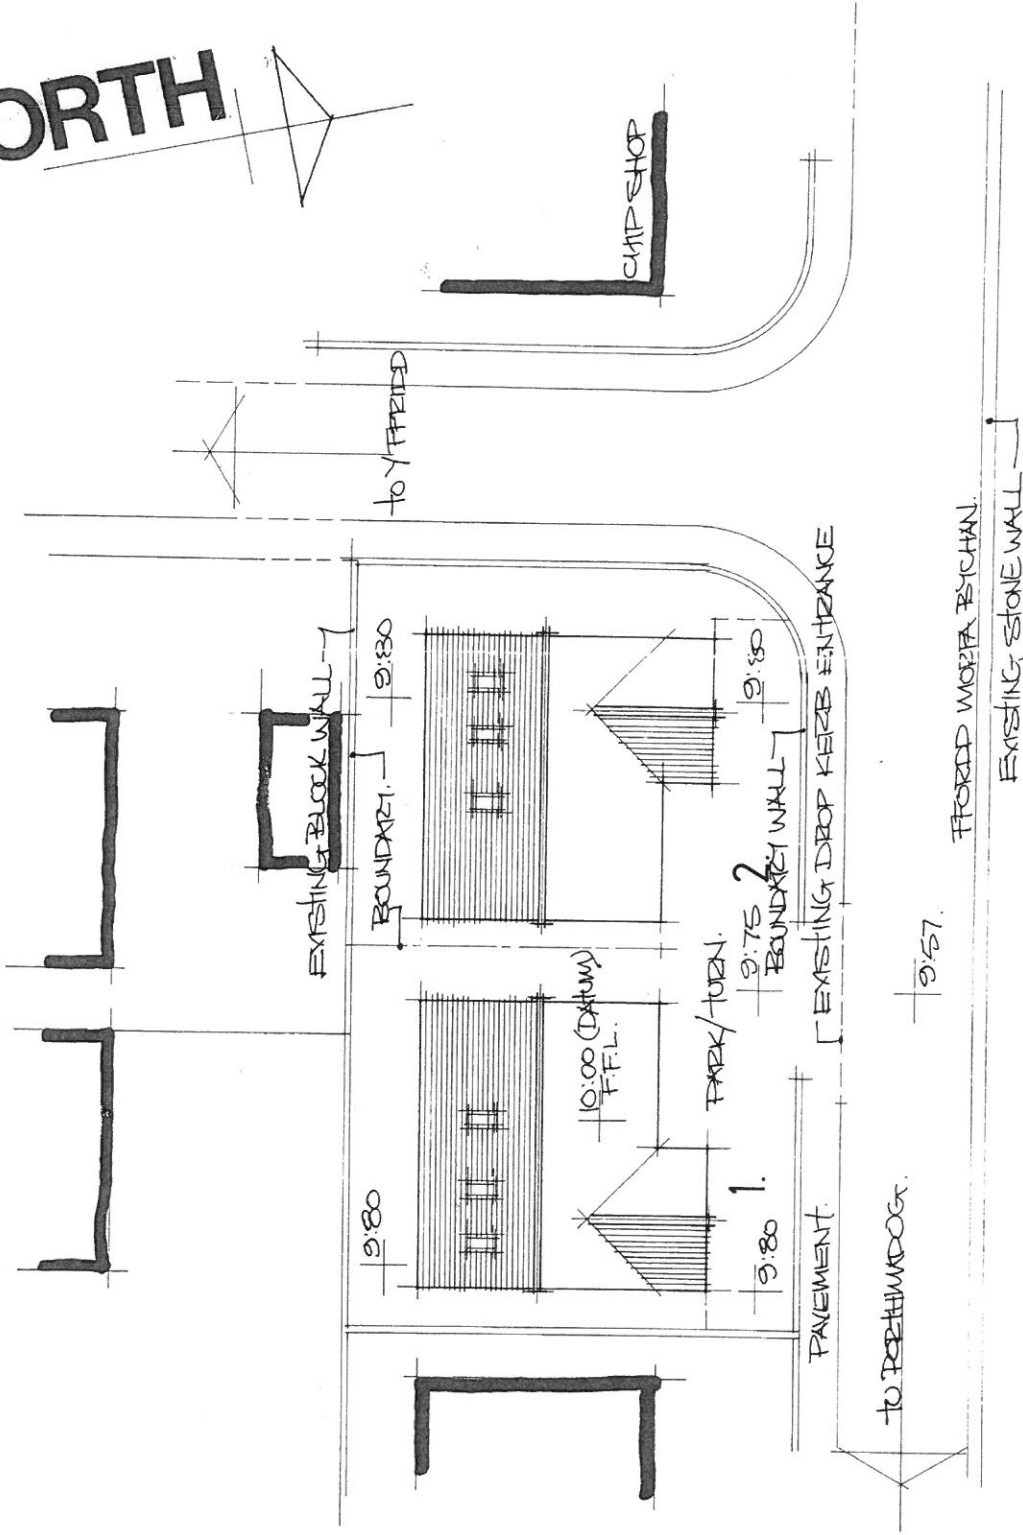 ORTH
CHIP SHOP
to Y FFRIDD
EXISTING BLOCK WALL
BOUNDARY.
9:80
9:80
9:80
9:80
10:00 (DATUM)
F.F.L.
PARK/TURN.
9:75
2.
1.
BOUNDARY WALL
EXISTING DROP KERB ENTRANCE
PAVEMENT.
9:57.
to PORTHMADOG.
FFORDD MORFA BYCHAN.
EXISTING STONE WALL